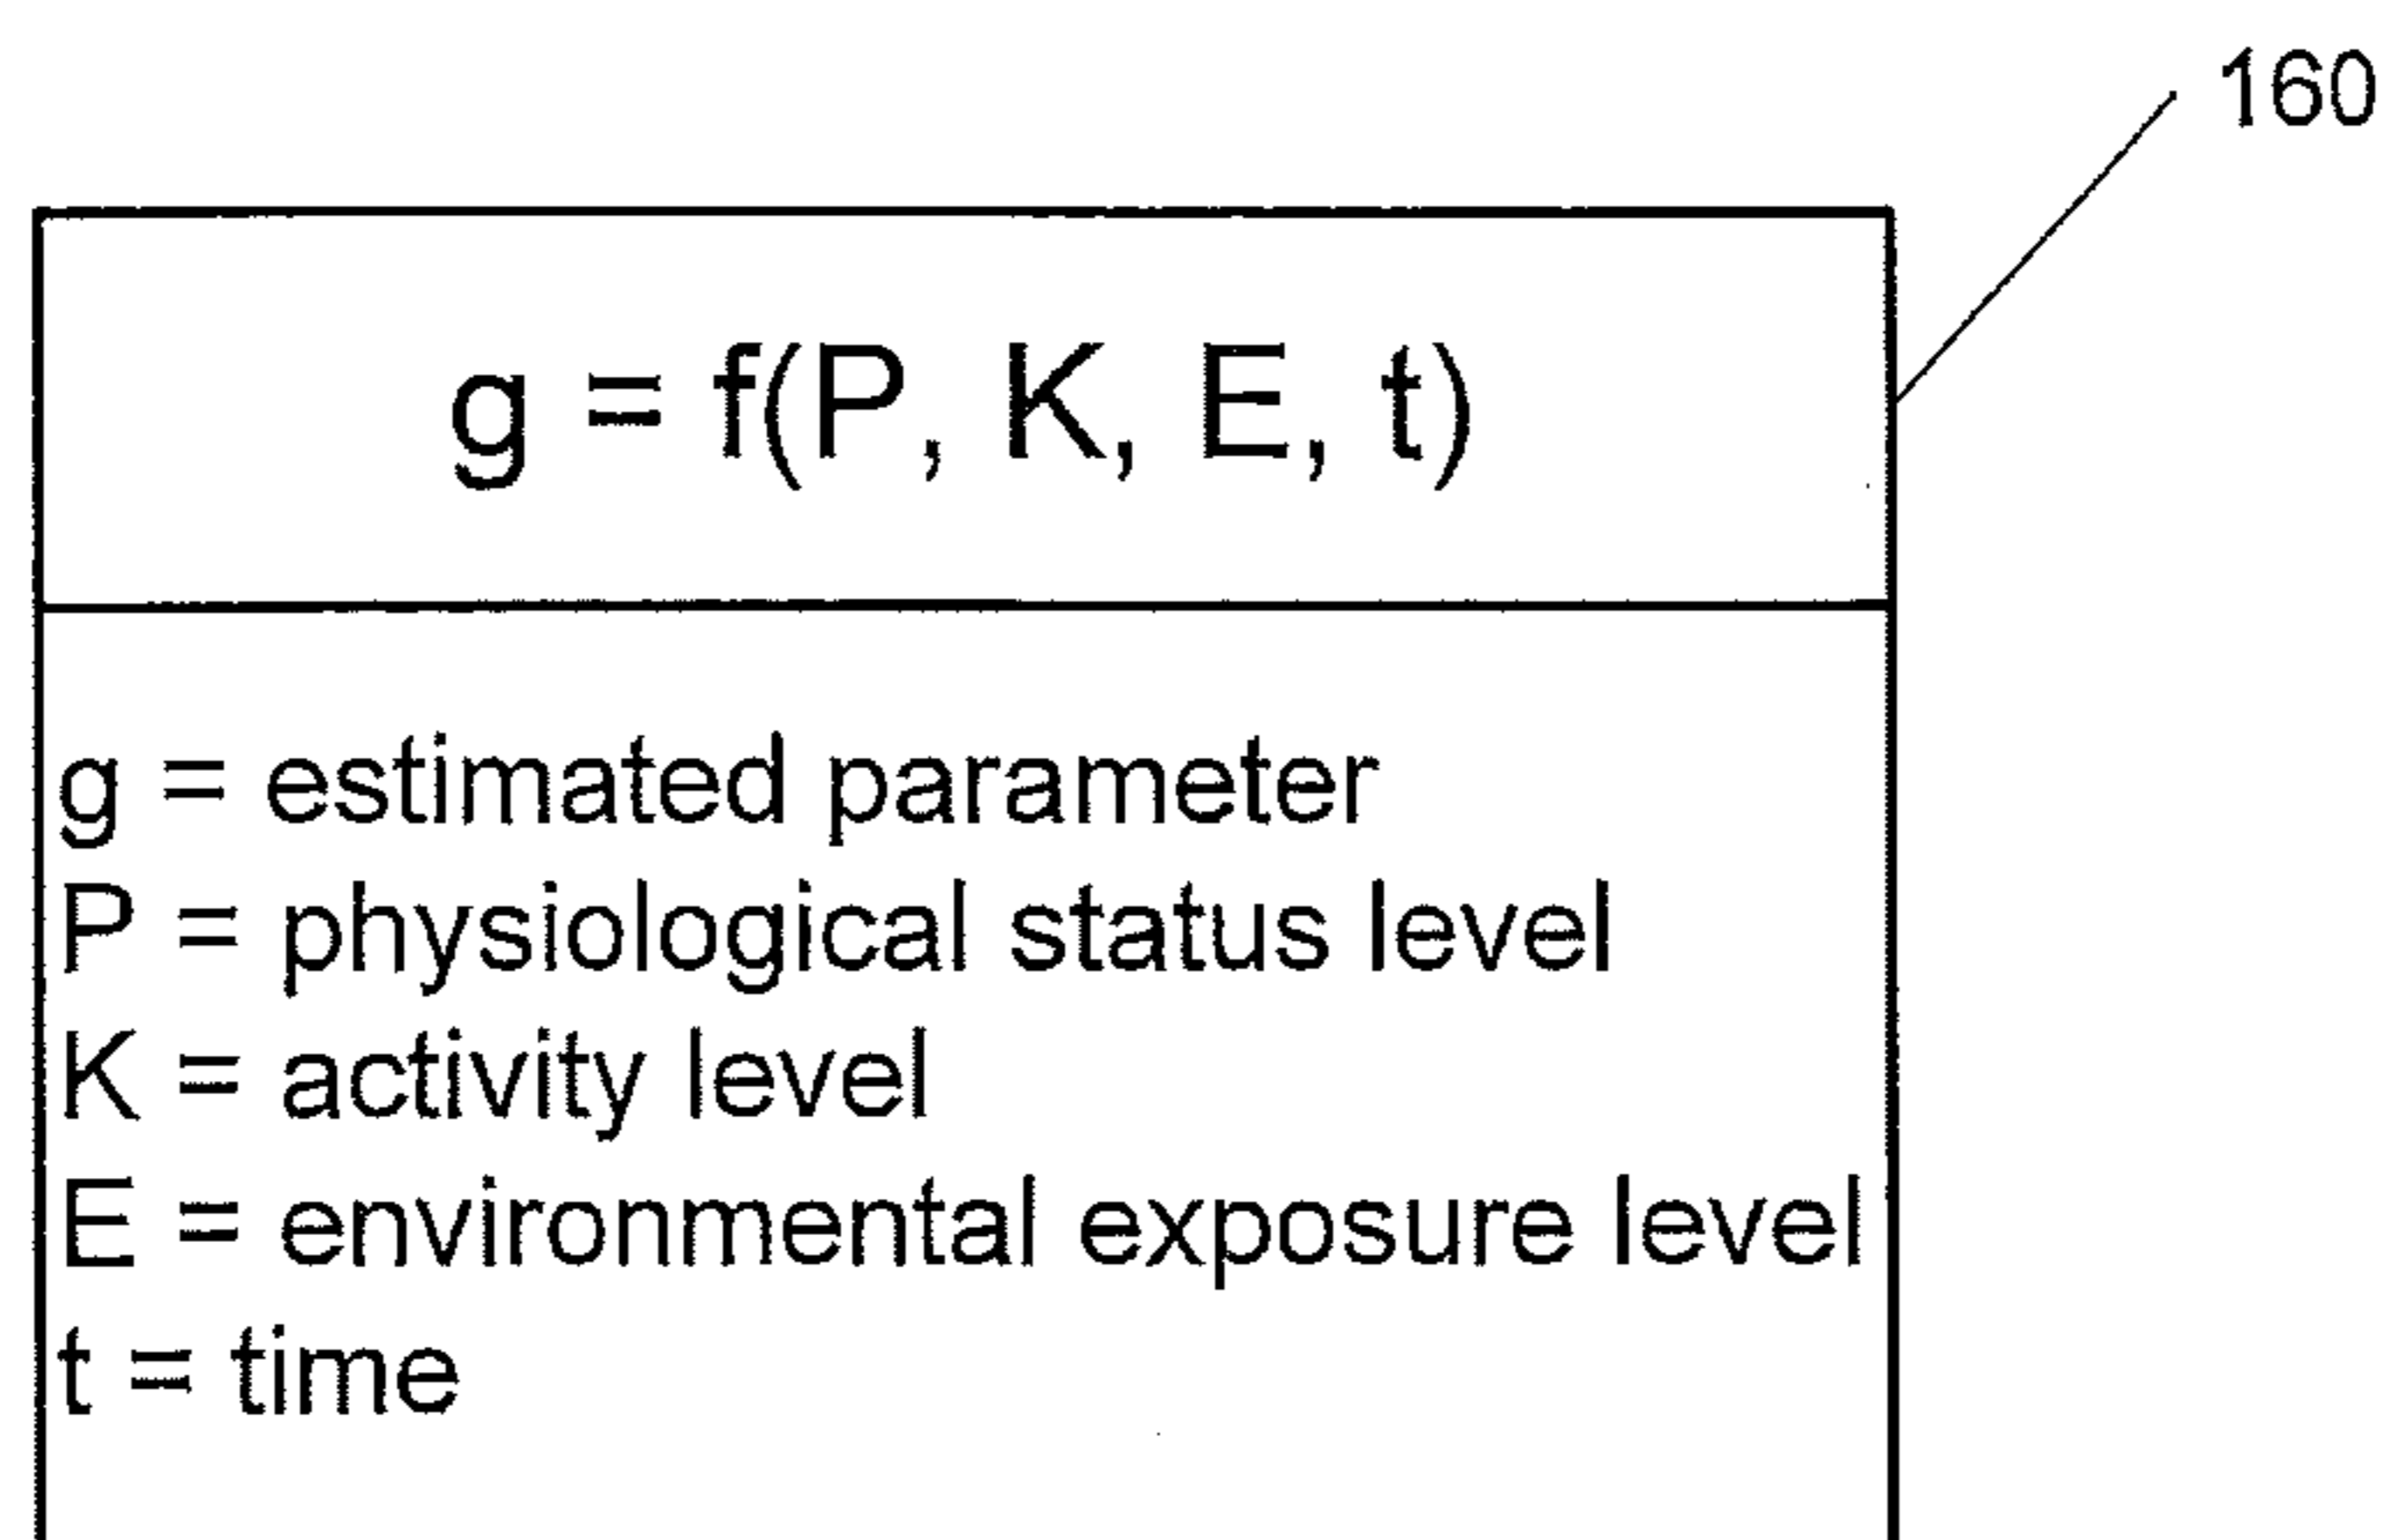 160
g = f(P, K, E, t)
g = estimated parameter
P = physiological status level
K = activity level
E = environmental exposure level
t = time